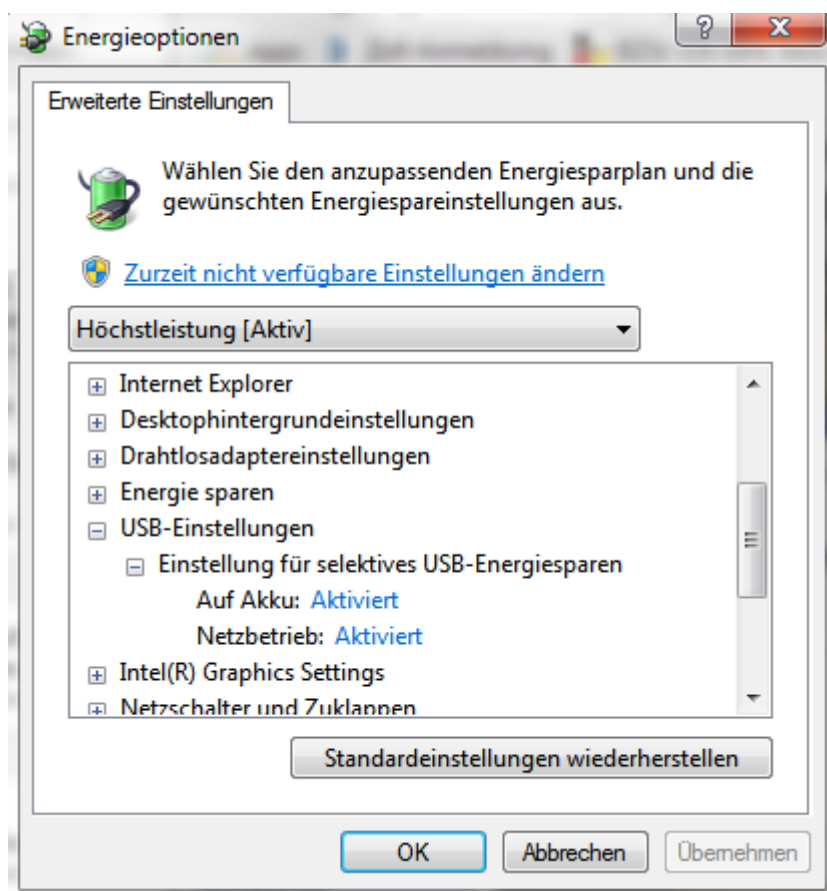 Energieoptionen
Erweiterte Einstellungen
Wählen Sie den anzupassenden Energiesparplan und die
gewünschten Energiespareinstellungen aus.
Zurzeit nicht verfügbare Einstellungen ändern
Höchstleistung [Aktiv]
Internet Explorer
Desktophintergrundeinstellungen
Drahtlosadaptereinstellungen
Energie sparen
USB-Einstellungen
Einstellung für selektives USB-Energiesparen
Auf Akku: Aktiviert
Netzbetrieb: Aktiviert
Intel(R) Graphics Settings
Netzschalter und Zuklappen
Standardeinstellungen wiederherstellen
OK Abbrechen Übernehmen